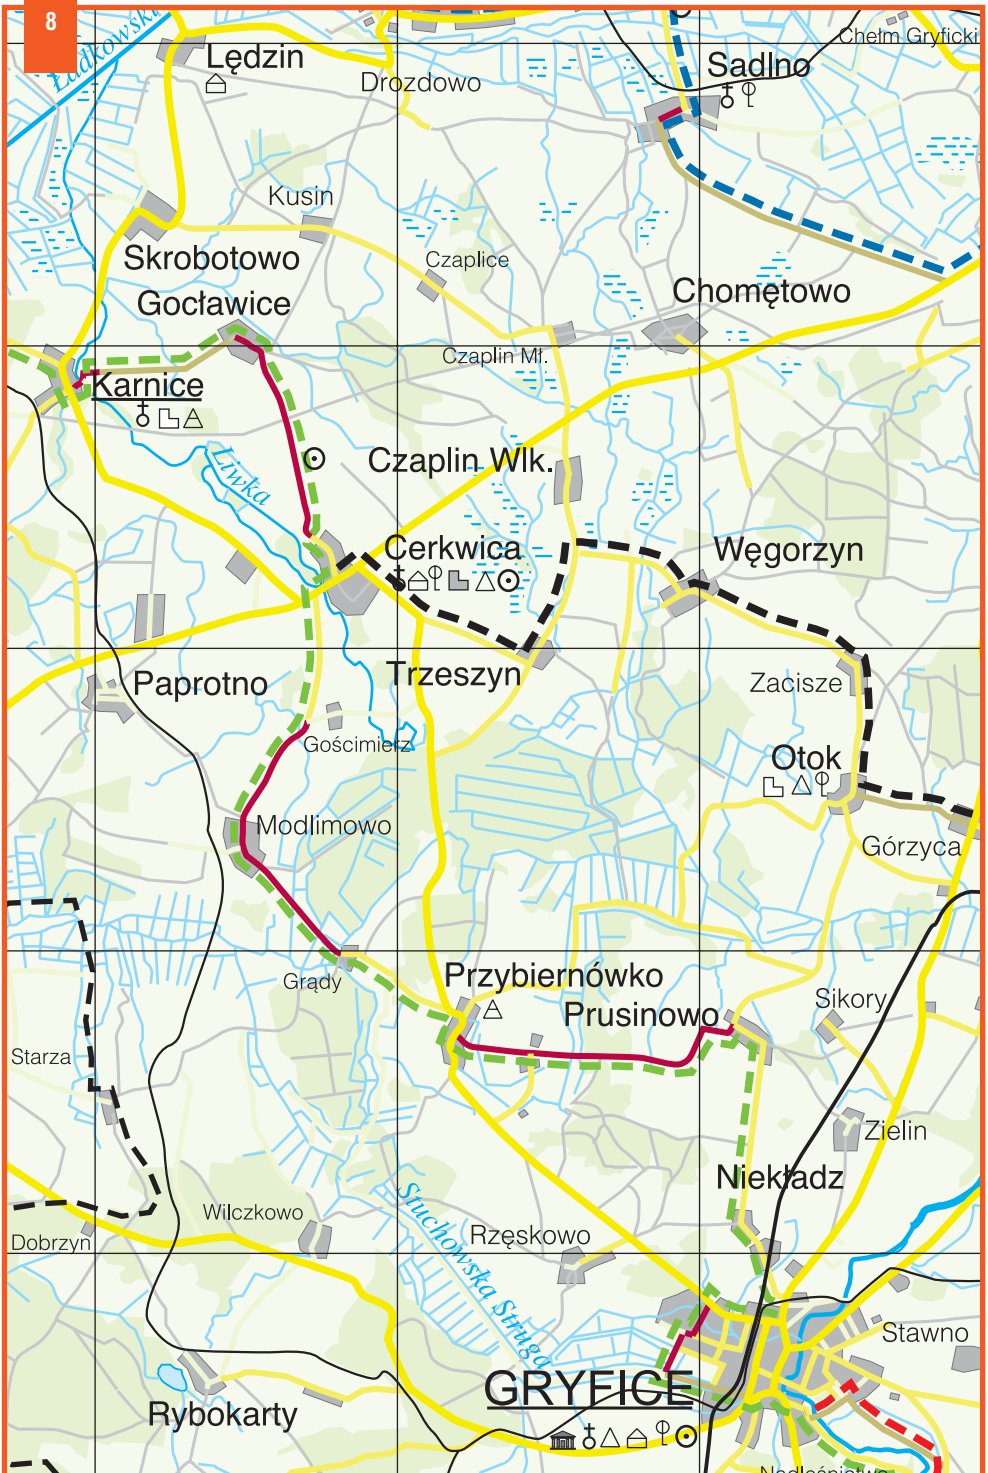 8
Ładkowski
Lędzin
Drozdowo
Sadlno
Chełm Gryficki
Kusin
Skrobotowo
Czaplice
Gocławice
Chomętowo
Czaplin Mł.
Karnice
Liwka
Czaplin Wlk.
Cerkwica
Węgorzyn
Trzeszyn
Paprotno
Zacisze
Gościmierz
Otok
Modlimowo
Górzyca
Grądy
Przybiernówko
Prusinowo
Sikory
Starza
Zielin
Niekładz
Stuchowska Struga
Wilczkowo
Rzęskowo
Dobrzyn
Stawno
GRYFICE
Rybokarty